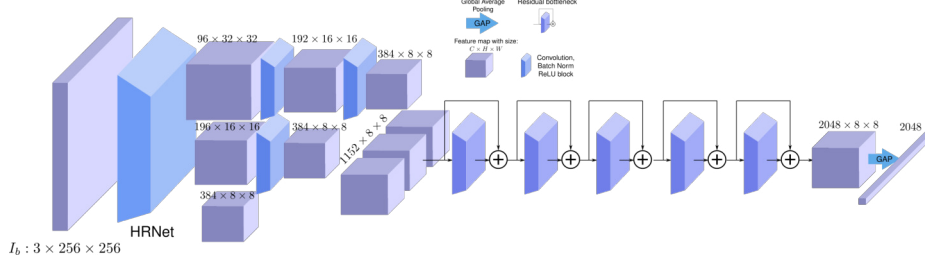 Global Average
Pooling
GAP
Residual bottleneck
Feature map with size:
C × H × W
Convolution,
Batch Norm
ReLU block
96 × 32 × 32
192 × 16 × 16
384 × 8 × 8
196 × 16 × 16
384 × 8 × 8
1152 × 8 × 8
384 × 8 × 8
2048 × 8 × 8
2048
GAP
HRNet
I_b : 3 × 256 × 256